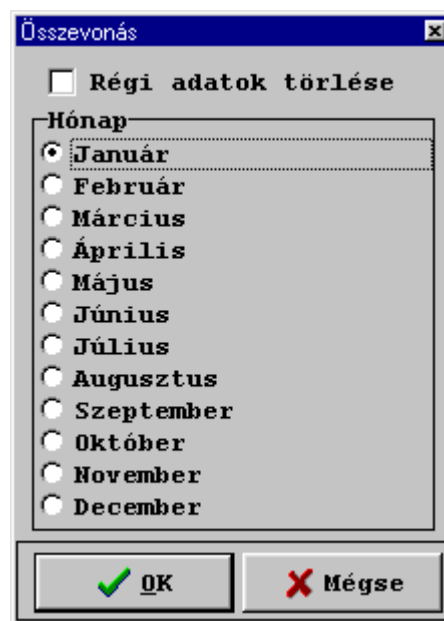 Összevonás
Régi adatok törlése
Hónap
Január
Február
Március
Április
Május
Június
Július
Augusztus
Szeptember
Október
November
December
OK
Mégse